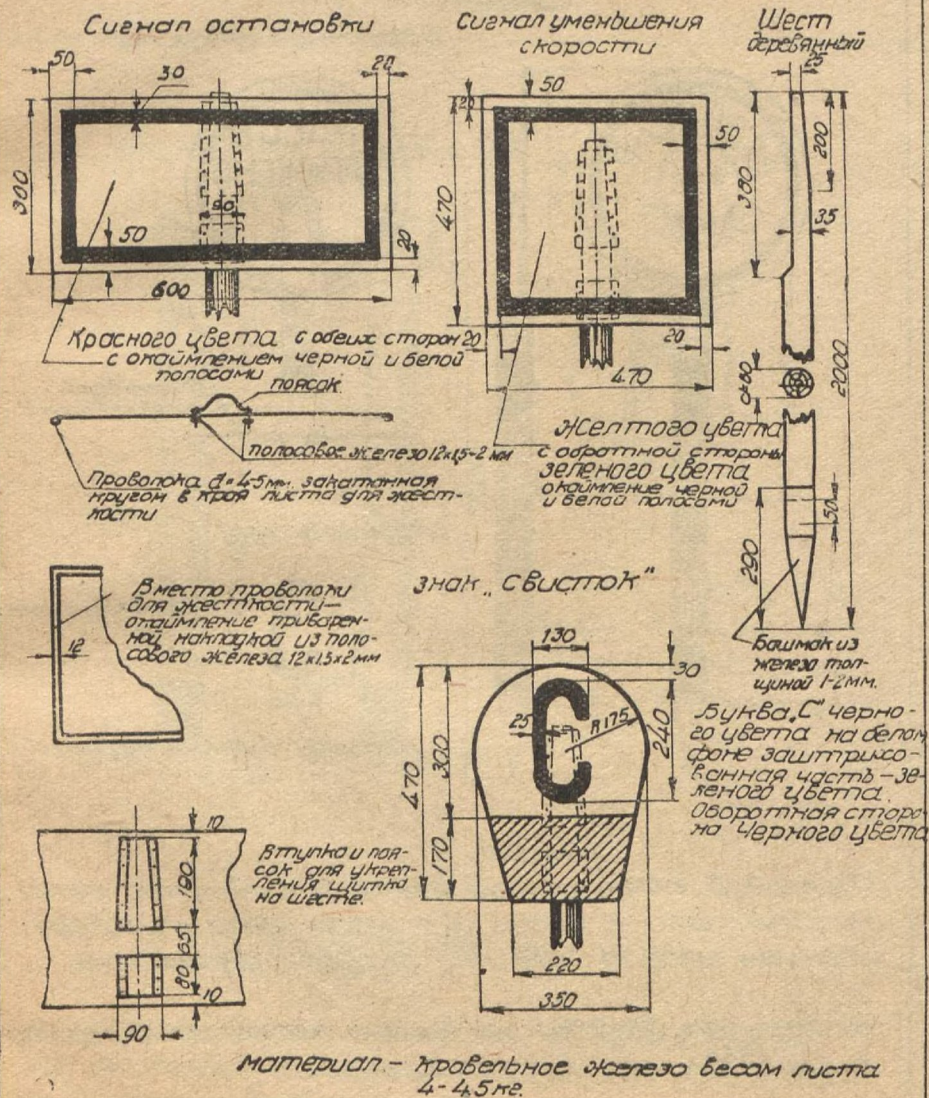 Сигнал остановки
50
30
20
300
90
50
20
600
Красного цвета с обеих сторон
с окаймлением черной и белой
полосами
поясок
полосовое железо 12×1,5÷2 мм
Проволока d=4-5 мм. закатанная
кругом в края листа для жест-
кости
Сигнал уменьшения
скорости
50
20
50
470
20
20
470
Желтого цвета
с обратной стороны
зеленого цвета
окаймление черной
и белой полосами
Шест
деревянный
25
200
380
35
2000
d=60
50
290
Башмак из
железа тол-
щиной 1-2мм.
Вместо проволоки
для жесткости—
окаймление приварен-
ной, накладкой из поло-
сового железа 12×1.5×2мм
12
знак „Свисток"
130
30
25
R175
240
С
470
300
170
220
350
Буква „С" черно-
го цвета на белом
фоне заштрихо-
ванная часть – зе-
леного цвета.
Оборотная сторо-
на Черного цвета
10
190
65
80
10
90
Втулка и поя-
сок для укреп-
ления щитка
на шесте.
Материал – кровельное железо весом листа
4-4,5 кг.